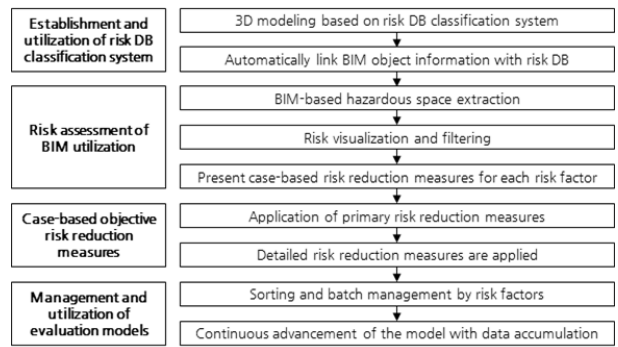 Establishment and
utilization of risk DB
classification system
3D modeling based on risk DB classification system
Automatically link BIM object information with risk DB
Risk assessment of
BIM utilization
BIM-based hazardous space extraction
Risk visualization and filtering
Present case-based risk reduction measures for each risk factor
Case-based objective
risk reduction
measures
Application of primary risk reduction measures
Detailed risk reduction measures are applied
Management and
utilization of
evaluation models
Sorting and batch management by risk factors
Continuous advancement of the model with data accumulation